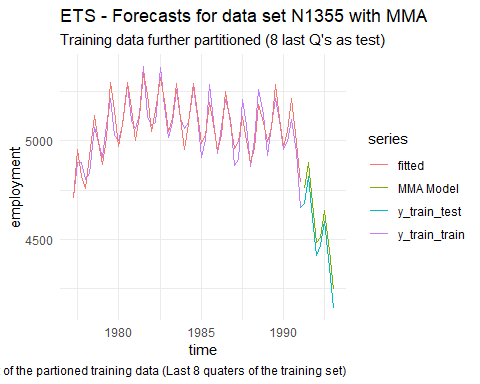 ETS - Forecasts for data set N1355 with MMA
Training data further partitioned (8 last Q's as test)
employment
5000
4500
1980
1985
1990
time
series
fitted
MMA Model
y_train_test
y_train_train
t of the partioned training data (Last 8 quaters of the training set)